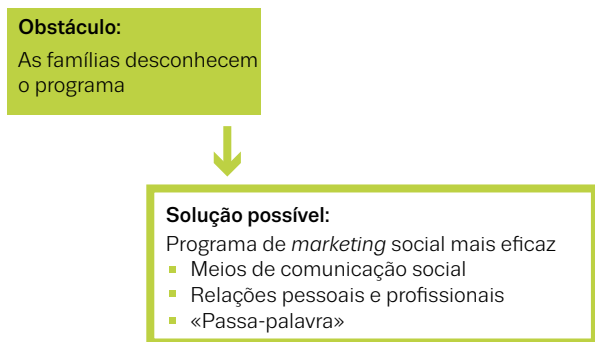 Obstáculo:
As famílias desconhecem
o programa
Solução possível:
Programa de marketing social mais eficaz
Meios de comunicação social
Relações pessoais e profissionais
«Passa-palavra»